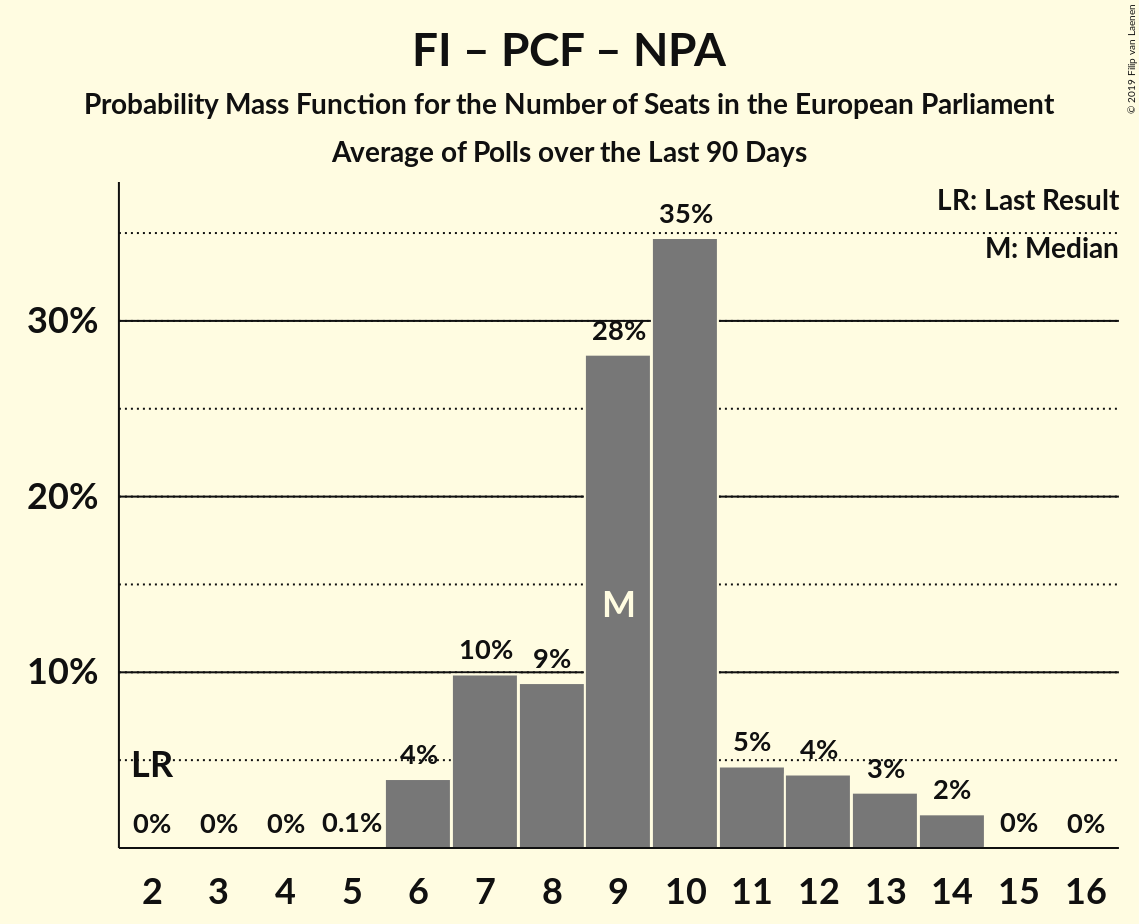 FI – PCF – NPA
Probability Mass Function for the Number of Seats in the European Parliament
Average of Polls over the Last 90 Days
© 2019 Filip van Laenen
LR: Last Result
M: Median
35%
30%
28%
20%
M
10%
10%
9%
LR
4%
5%
4%
3%
2%
0%
0%
0%
0.1%
0%
0%
2 3 4 5 6 7 8 9 10 11 12 13 14 15 16